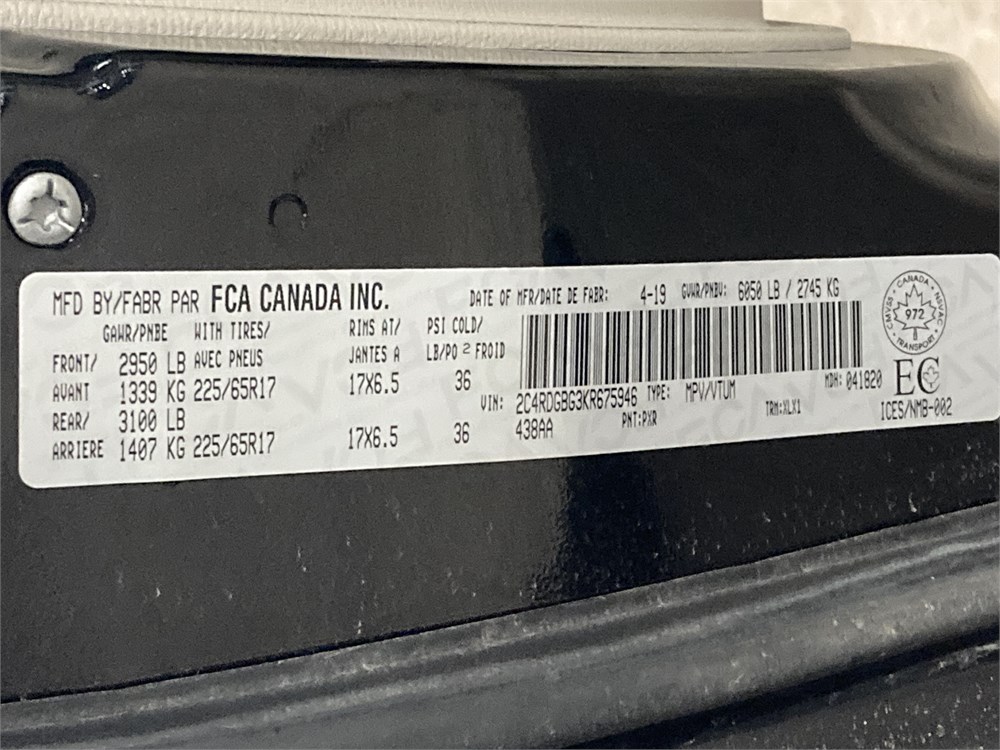 MFD BY/FABR PAR FCA CANADA INC.
DATE OF MFR/DATE DE FABR: 4-19 GVWR/PNBV: 6050 LB / 2745 KG
GAWR/PNBE WITH TIRES/ RIMS AT/ PSI COLD/
FRONT/ 2950 LB AVEC PNEUS JANTES A LB/PO 2 FROID
AVANT 1339 KG 225/65R17 17X6.5 36
REAR/ 3100 LB
ARRIERE 1407 KG 225/65R17 17X6.5 36
VIN: 2C4RDGBG3KR675946 TYPE: MPV/VTUM MDH: 041820
438AA PNT:PXR TRM:XLX1
CANADA
CMVSS · NSVAC
972
TRANSPORT
EC
ICES/NMB-002